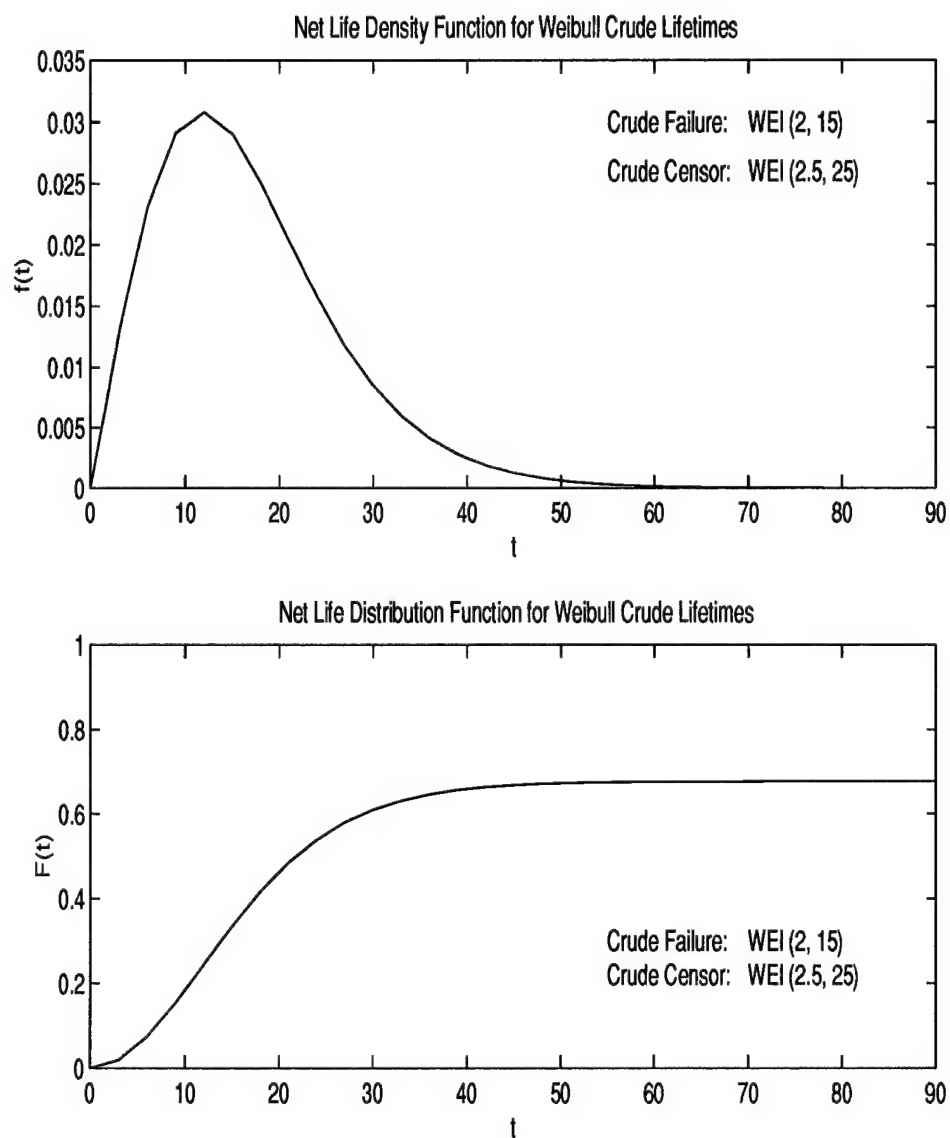 Net Life Density Function for Weibull Crude Lifetimes
0.035
0.03
0.025
0.02
0.015
0.01
0.005
0
f(t)
Crude Failure: WEI (2, 15)
Crude Censor: WEI (2.5, 25)
0 10 20 30 40 50 60 70 80 90
t
Net Life Distribution Function for Weibull Crude Lifetimes
1
0.8
0.6
0.4
0.2
0
F(t)
Crude Failure: WEI (2, 15)
Crude Censor: WEI (2.5, 25)
0 10 20 30 40 50 60 70 80 90
t